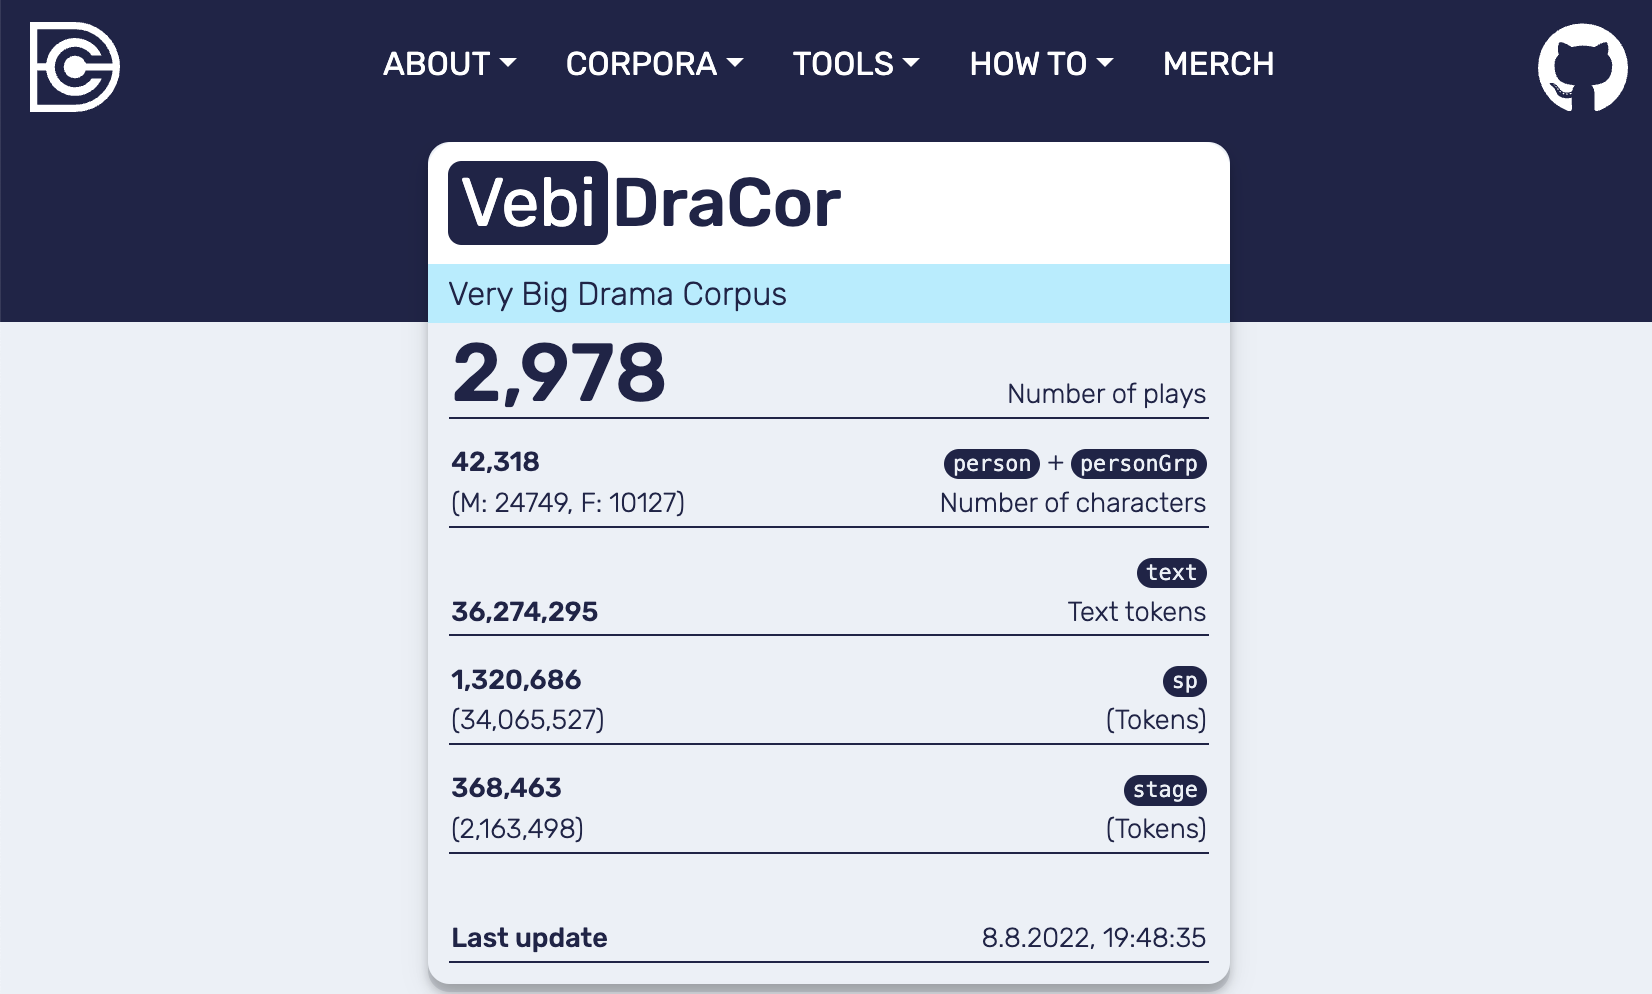 ABOUT CORPORA TOOLS HOW TO MERCH
Vebi DraCor
Very Big Drama Corpus
2,978 Number of plays
42,318 person + personGrp
(M: 24749, F: 10127) Number of characters
text
36,274,295 Text tokens
1,320,686 sp
(34,065,527) (Tokens)
368,463 stage
(2,163,498) (Tokens)
Last update 8.8.2022, 19:48:35